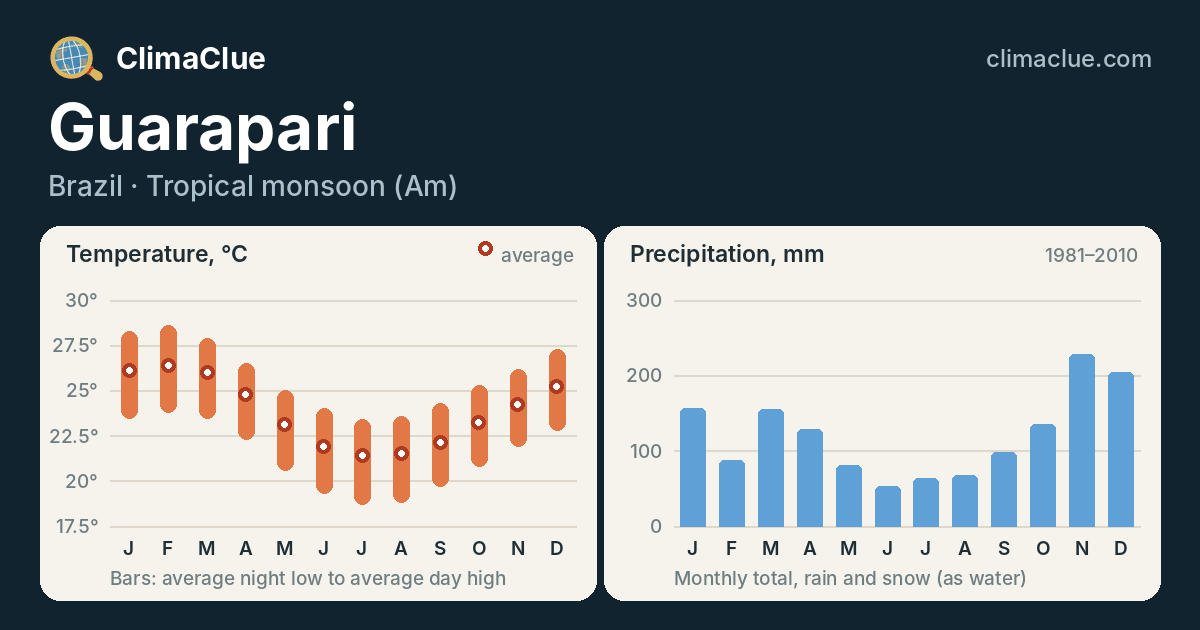 ClimaClue
climaclue.com
Guarapari
Brazil · Tropical monsoon (Am)
Temperature, °C
average
30°
27.5°
25°
22.5°
20°
17.5°
J F M A M J J A S O N D
Bars: average night low to average day high
Precipitation, mm
1981–2010
300
200
100
0
J F M A M J J A S O N D
Monthly total, rain and snow (as water)